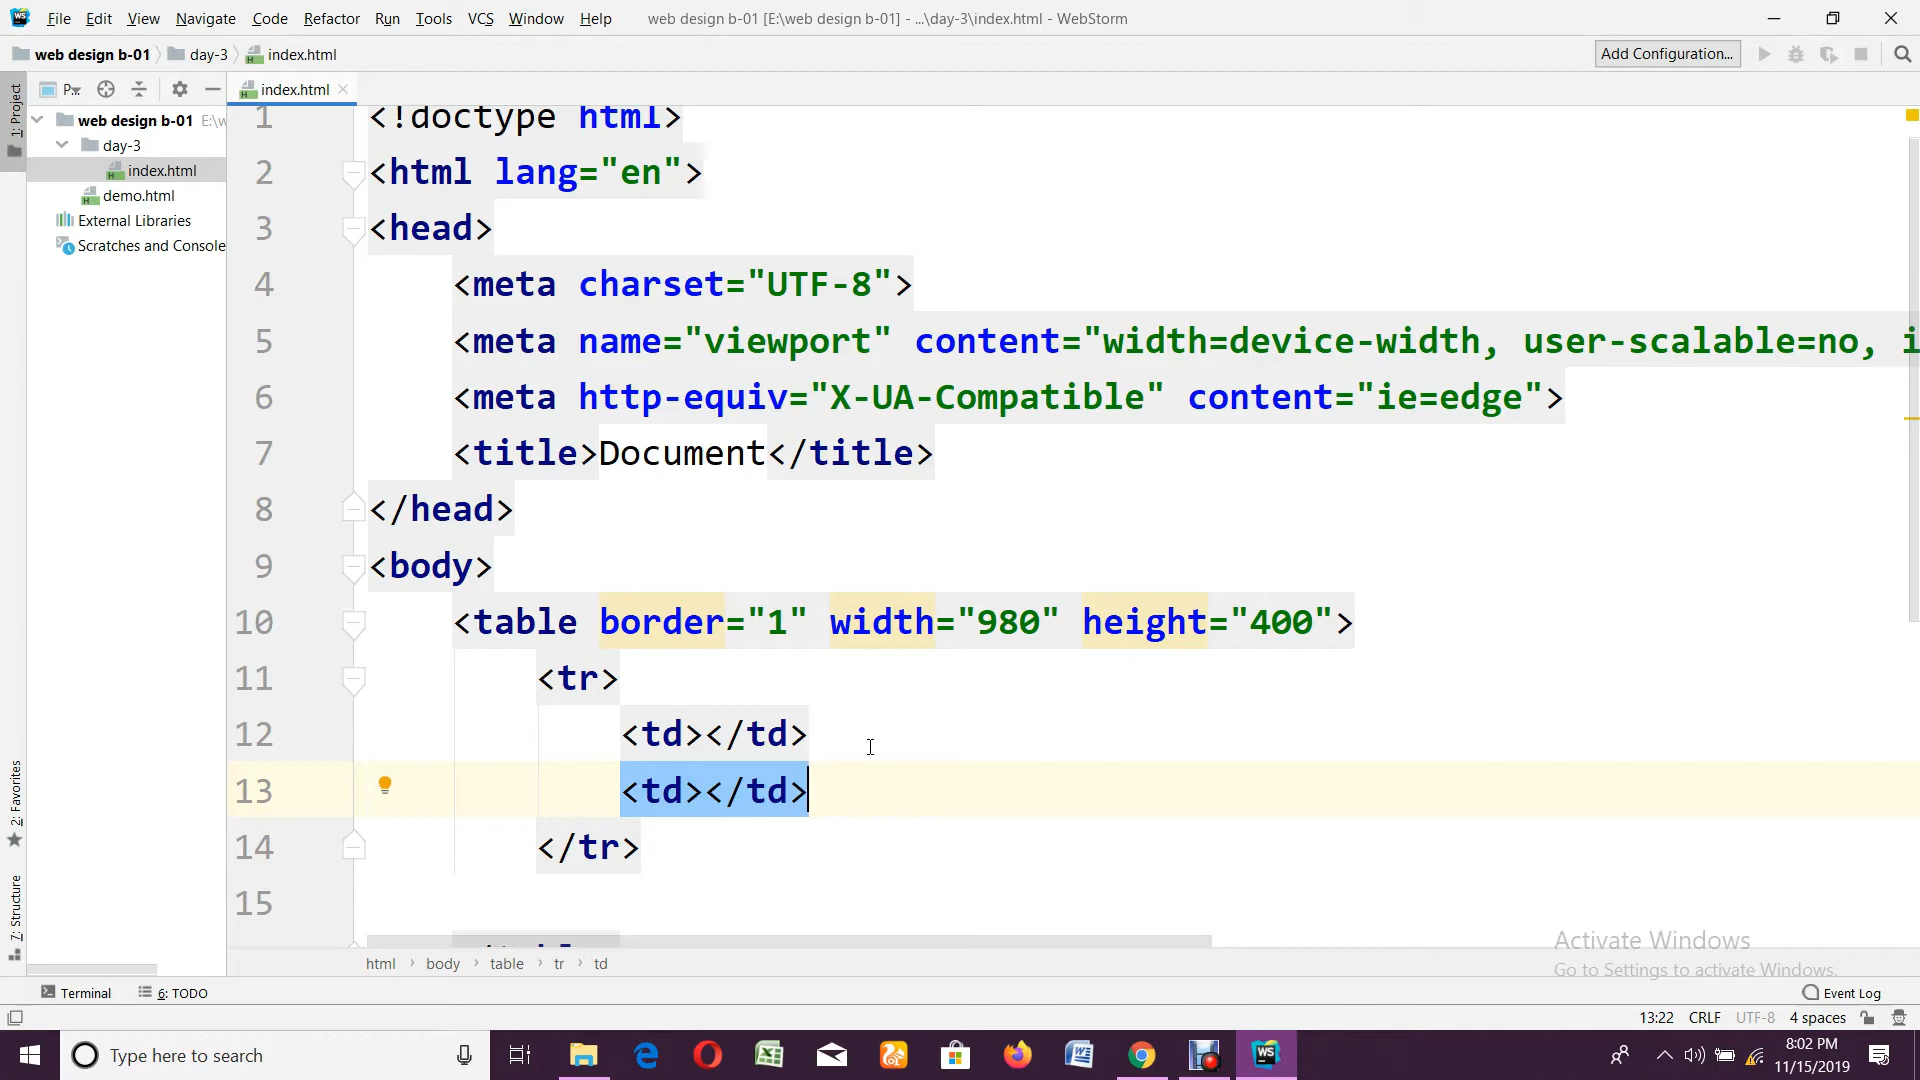 File Edit View Navigate Code Refactor Run Tools VCS Window Help web design b-01 [E:\web design b-01] - ...\day-3\index.html - WebStorm
web design b-01 day-3 index.html Add Configuration...
1: Project
P..
index.html
web design b-01 E:\w
day-3
index.html
demo.html
External Libraries
Scratches and Console
1 <!doctype html>
2 <html lang="en">
3 <head>
4 <meta charset="UTF-8">
5 <meta name="viewport" content="width=device-width, user-scalable=no, i
6 <meta http-equiv="X-UA-Compatible" content="ie=edge">
7 <title>Document</title>
8 </head>
9 <body>
10 <table border="1" width="980" height="400">
11 <tr>
12 <td></td>
13 <td></td>
14 </tr>
15
2: Favorites
7: Structure
Activate Windows
Go to Settings to activate Windows.
html body table tr td
Terminal 6: TODO Event Log
13:22 CRLF UTF-8 4 spaces
Type here to search
WS
8:02 PM
11/15/2019